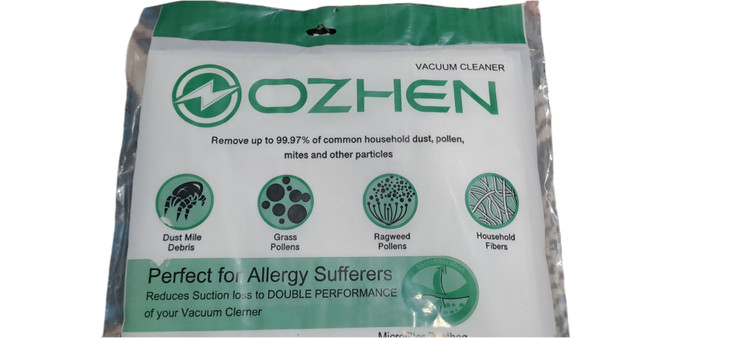 VACUUM CLEANER
OZHEN
Remove up to 99.97% of common household dust, pollen,
mites and other particles
Dust Mile
Debris
Grass
Pollens
Ragweed
Pollens
Household
Fibers
Perfect for Allergy Sufferers
Reduces Suction loss to DOUBLE PERFORMANCE
of your Vacuum Clerner